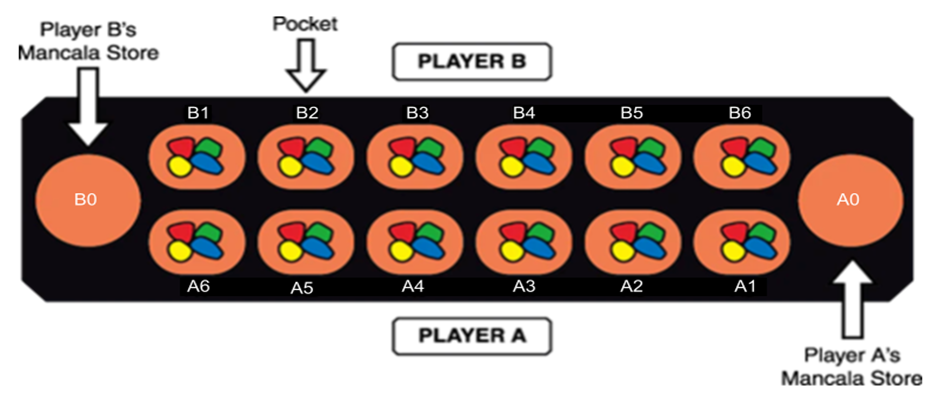 Player B's
Mancala Store
Pocket
PLAYER B
B1 B2 B3 B4 B5 B6
B0 A0
A6 A5 A4 A3 A2 A1
PLAYER A
Player A's
Mancala Store